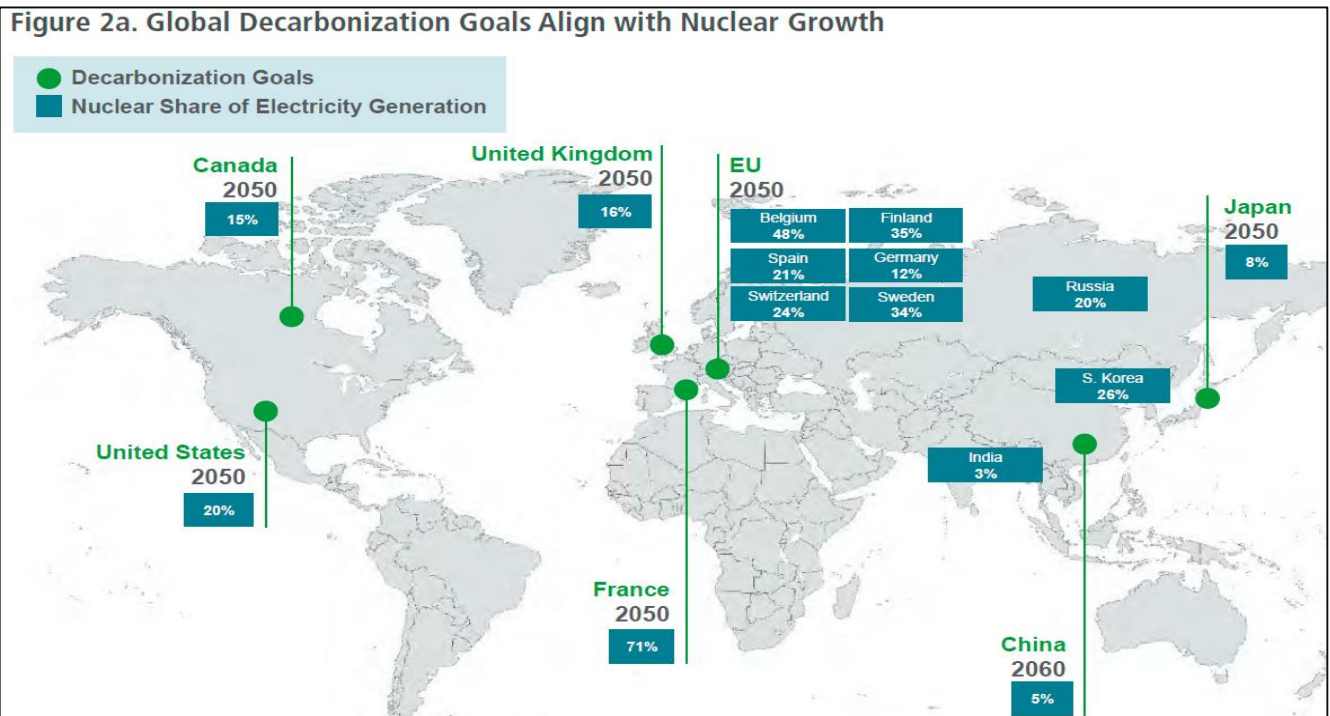 Figure 2a. Global Decarbonization Goals Align with Nuclear Growth
Decarbonization Goals
Nuclear Share of Electricity Generation
Canada
2050
15%
United Kingdom
2050
16%
EU
2050
Belgium
48%
Finland
35%
Spain
21%
Germany
12%
Switzerland
24%
Sweden
34%
Japan
2050
8%
Russia
20%
S. Korea
26%
India
3%
United States
2050
20%
France
2050
71%
China
2060
5%